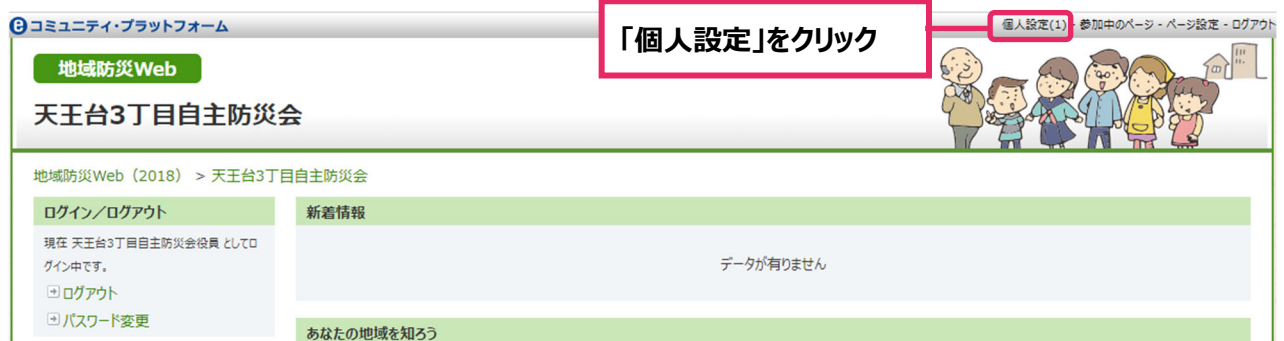 eコミュニティ・プラットフォーム
個人設定(1) - 参加中のページ - ページ設定 - ログアウト
「個人設定」をクリック
地域防災Web
天王台3丁目自主防災会
地域防災Web（2018） > 天王台3丁目自主防災会
ログイン／ログアウト
現在 天王台3丁目自主防災会役員 としてロ
グイン中です。
ログアウト
パスワード変更
新着情報
データが有りません
あなたの地域を知ろう